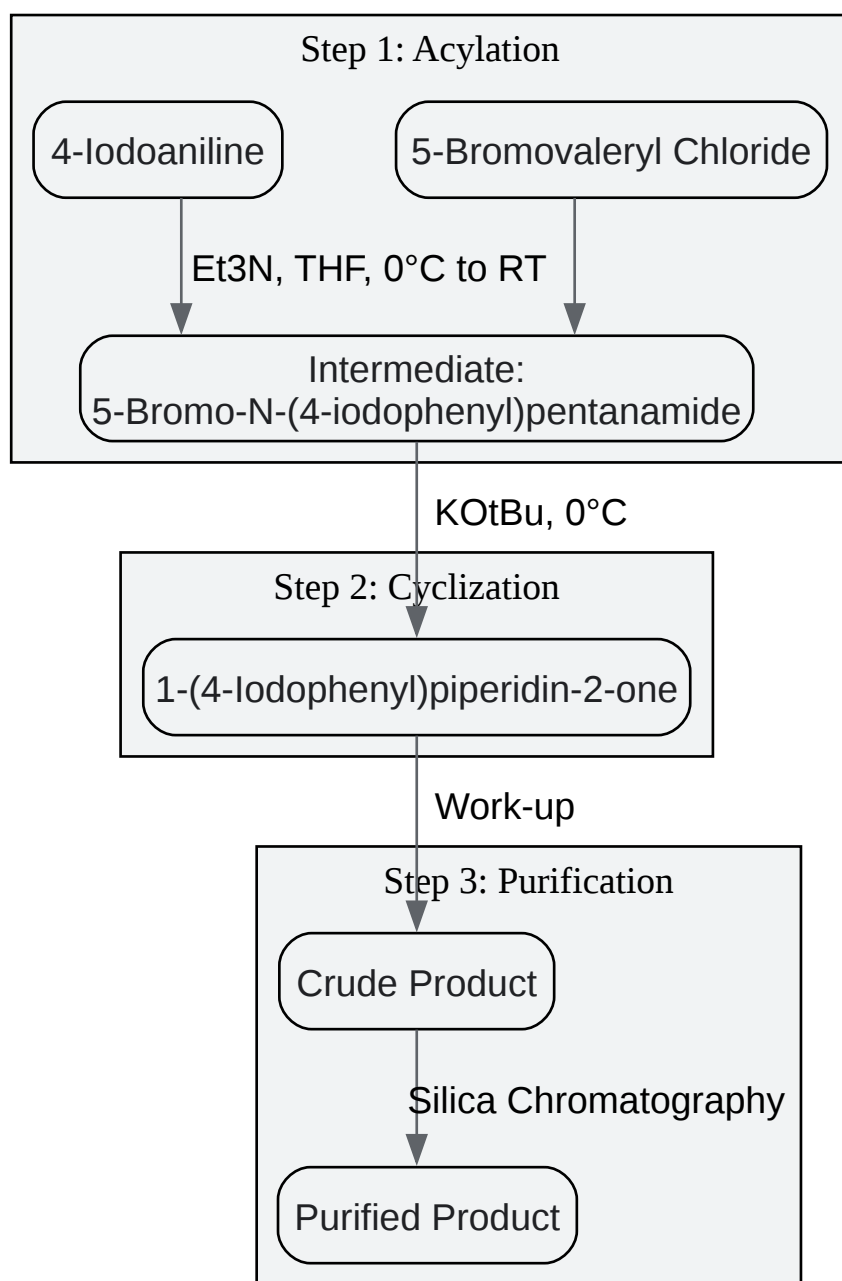 Step 1: Acylation
4-Iodoaniline
5-Bromovaleryl Chloride
Et3N, THF, 0°C to RT
Intermediate:
5-Bromo-N-(4-iodophenyl)pentanamide
KOtBu, 0°C
Step 2: Cyclization
1-(4-Iodophenyl)piperidin-2-one
Work-up
Step 3: Purification
Crude Product
Silica Chromatography
Purified Product